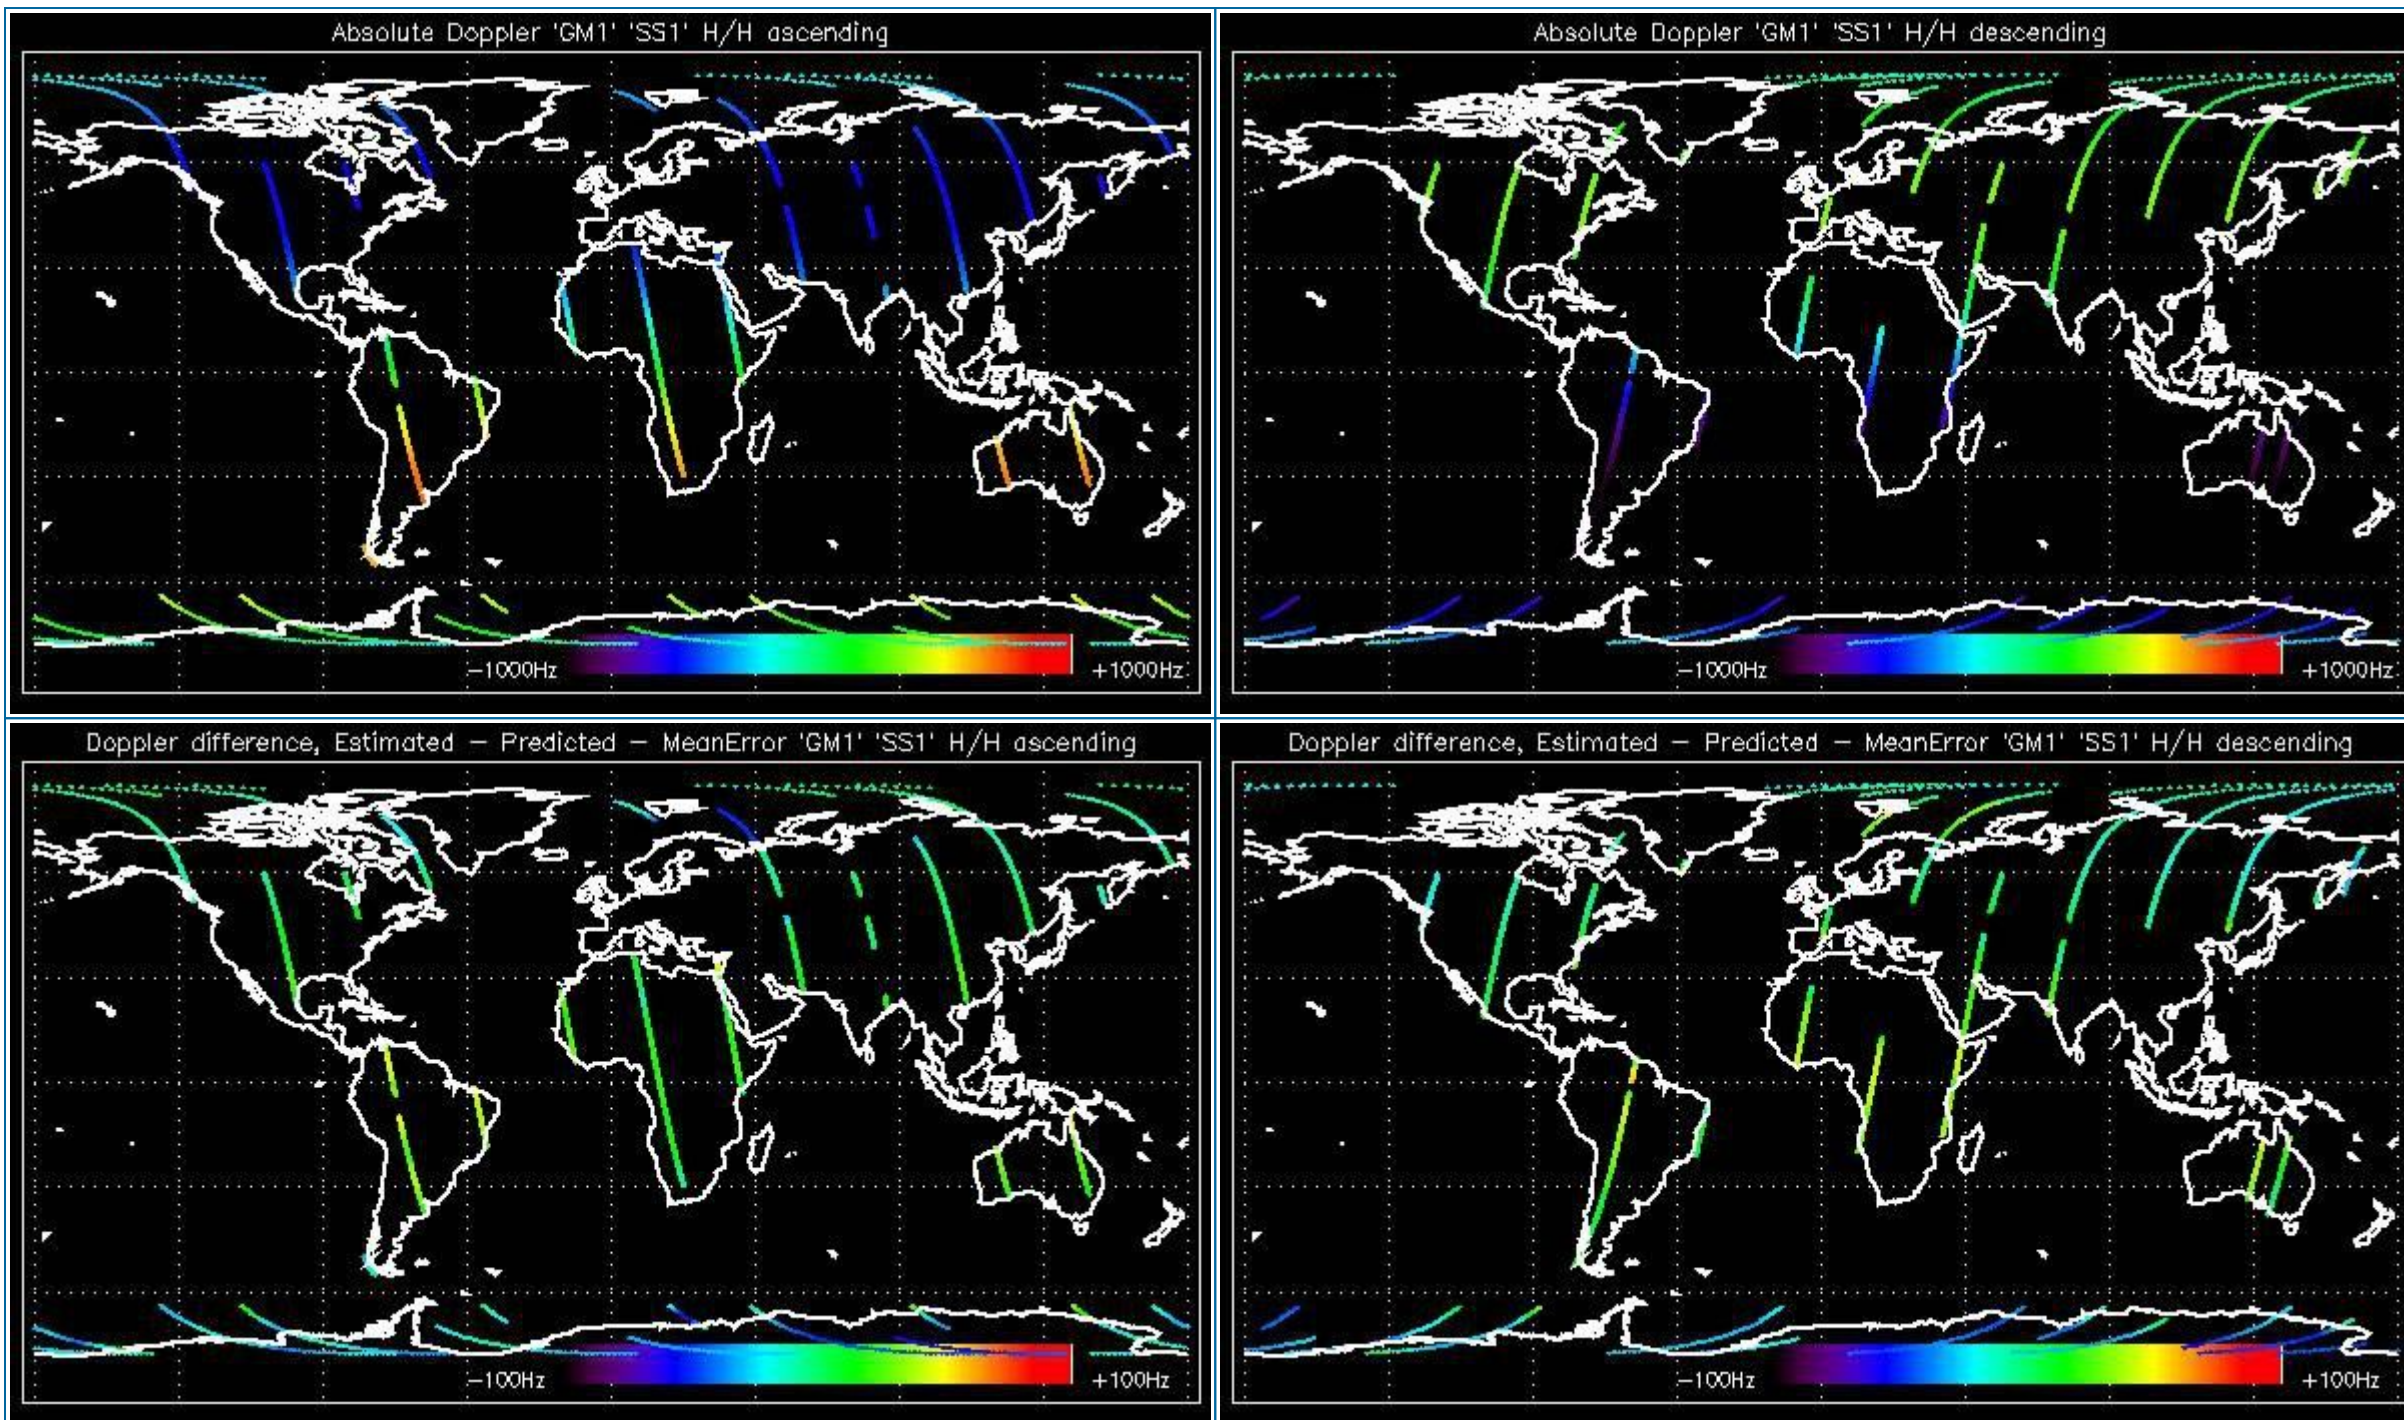 Absolute Doppler 'GM1' 'SS1' H/H ascending
−1000Hz
+1000Hz
Absolute Doppler 'GM1' 'SS1' H/H descending
−1000Hz
+1000Hz
Doppler difference, Estimated − Predicted − MeanError 'GM1' 'SS1' H/H ascending
−100Hz
+100Hz
Doppler difference, Estimated − Predicted − MeanError 'GM1' 'SS1' H/H descending
−100Hz
+100Hz